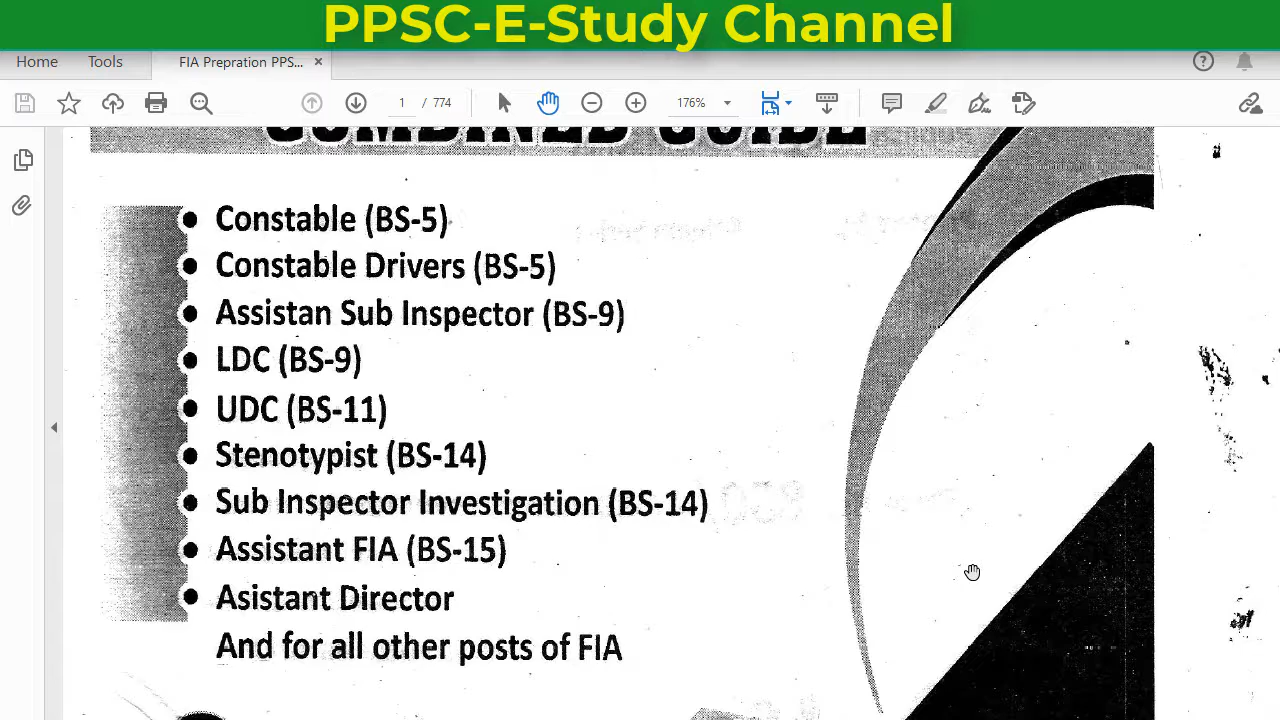 PPSC-E-Study Channel
Home Tools FIA Prepration PPS... ×
1 / 774 176%
COMBINED GUIDE
Constable (BS-5)
Constable Drivers (BS-5)
Assistan Sub Inspector (BS-9)
LDC (BS-9)
UDC (BS-11)
Stenotypist (BS-14)
Sub Inspector Investigation (BS-14)
Assistant FIA (BS-15)
Asistant Director
And for all other posts of FIA